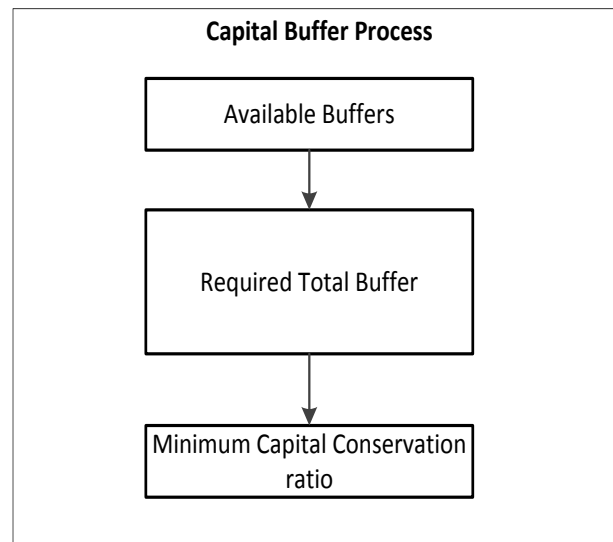 Capital Buffer Process
Available Buffers
Required Total Buffer
Minimum Capital Conservation
ratio